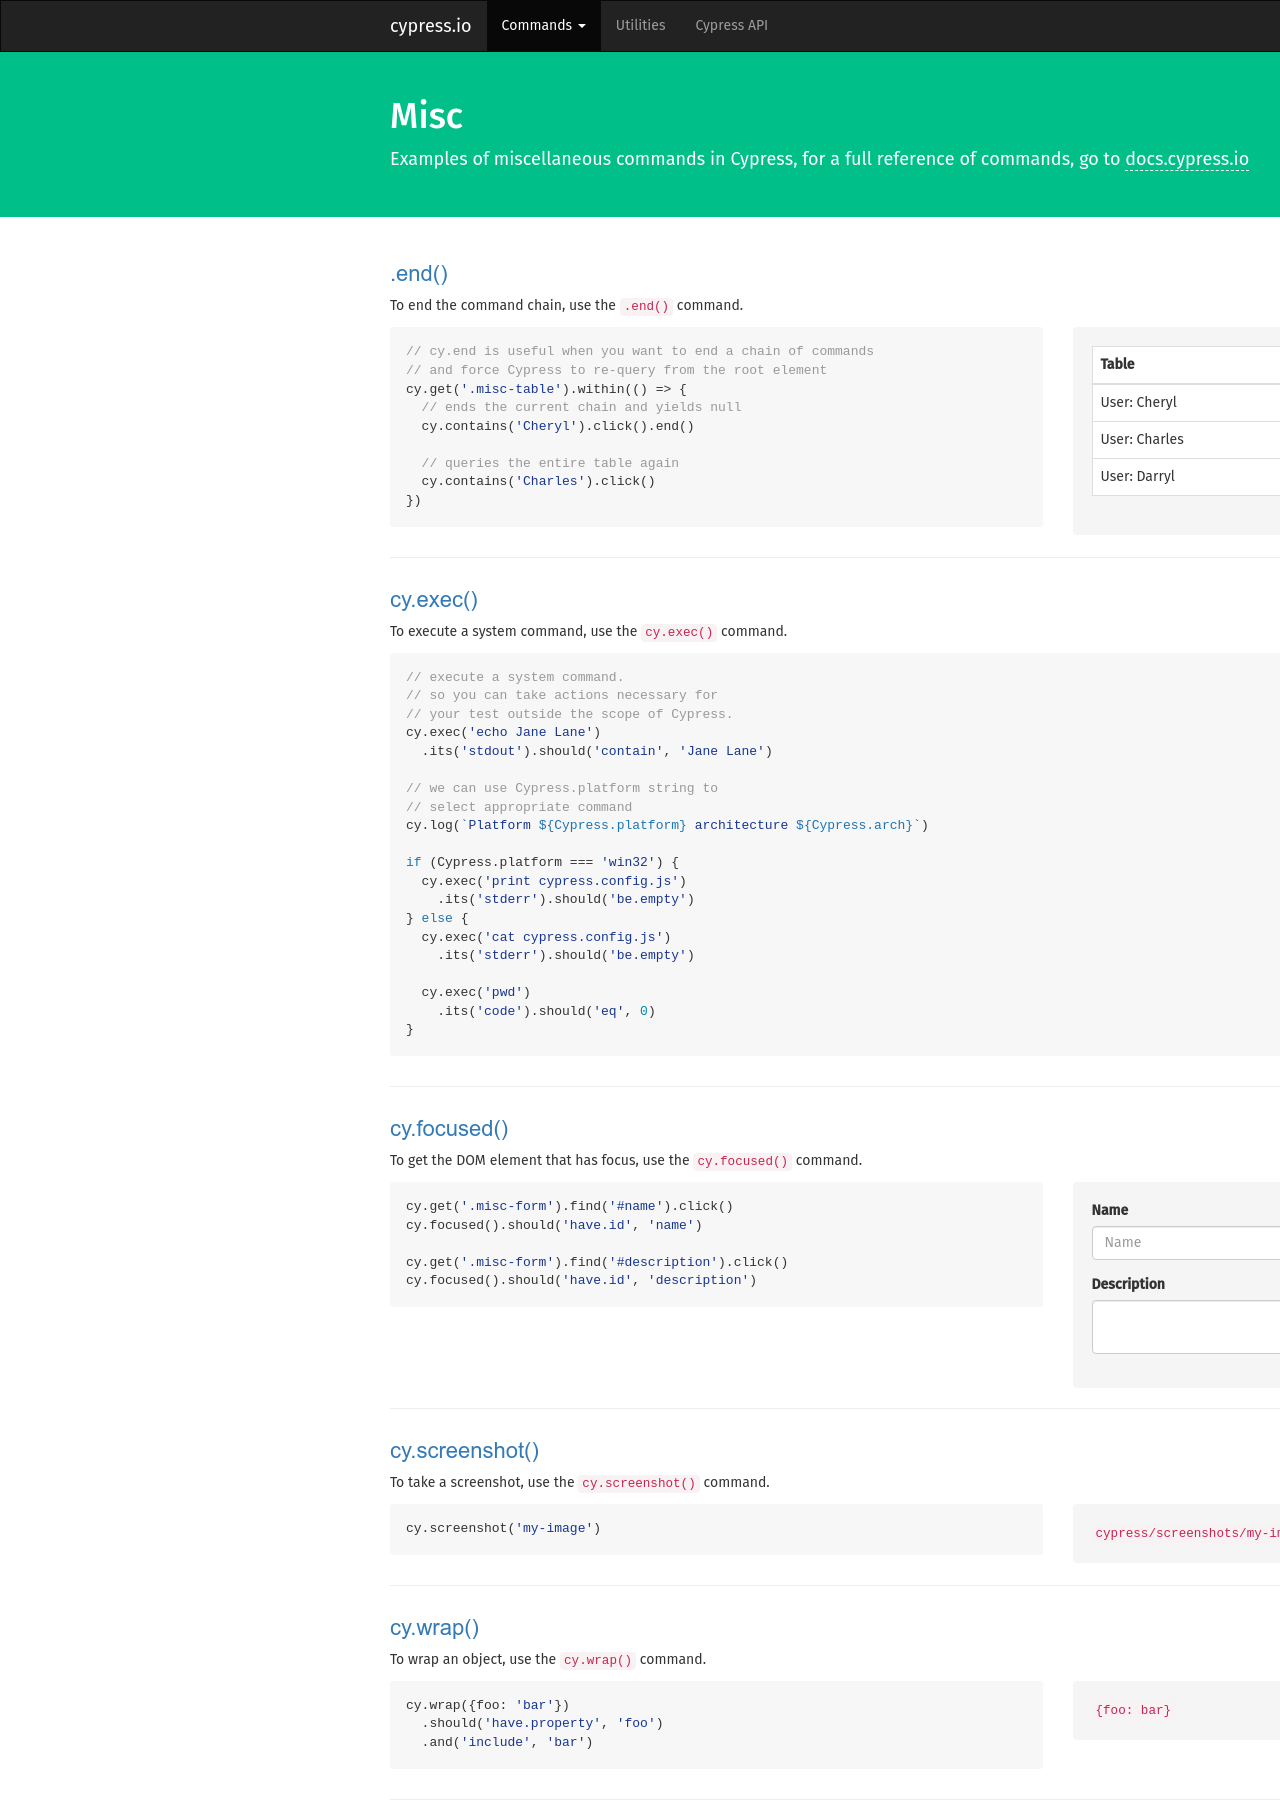 cypress.io Commands Utilities Cypress API
Misc
Examples of miscellaneous commands in Cypress, for a full reference of commands, go to docs.cypress.io
.end()
To end the command chain, use the .end() command.
// cy.end is useful when you want to end a chain of commands
// and force Cypress to re-query from the root element
cy.get('.misc-table').within(() => {
  // ends the current chain and yields null
  cy.contains('Cheryl').click().end()
  // queries the entire table again
  cy.contains('Charles').click()
})
Table
User: Cheryl
User: Charles
User: Darryl
cy.exec()
To execute a system command, use the cy.exec() command.
// execute a system command.
// so you can take actions necessary for
// your test outside the scope of Cypress.
cy.exec('echo Jane Lane')
  .its('stdout').should('contain', 'Jane Lane')
// we can use Cypress.platform string to
// select appropriate command
cy.log(`Platform ${Cypress.platform} architecture ${Cypress.arch}`)
if (Cypress.platform === 'win32') {
  cy.exec('print cypress.config.js')
    .its('stderr').should('be.empty')
} else {
  cy.exec('cat cypress.config.js')
    .its('stderr').should('be.empty')
  cy.exec('pwd')
    .its('code').should('eq', 0)
}
cy.focused()
To get the DOM element that has focus, use the cy.focused() command.
cy.get('.misc-form').find('#name').click()
cy.focused().should('have.id', 'name')
cy.get('.misc-form').find('#description').click()
cy.focused().should('have.id', 'description')
Name
Name
Description
cy.screenshot()
To take a screenshot, use the cy.screenshot() command.
cy.screenshot('my-image')
cypress/screenshots/my-im
cy.wrap()
To wrap an object, use the cy.wrap() command.
cy.wrap({foo: 'bar'})
  .should('have.property', 'foo')
  .and('include', 'bar')
{foo: bar}